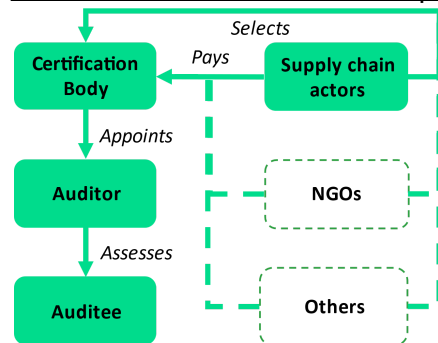 Selects
Pays
Certification
Body
Supply chain
actors
Appoints
Auditor
NGOs
Assesses
Auditee
Others